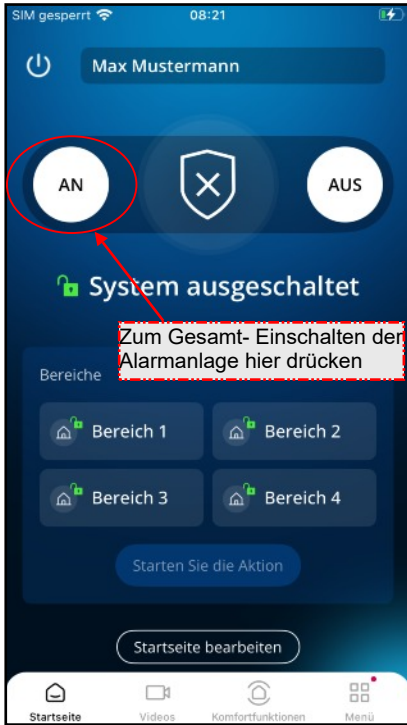 SIM gesperrt 08:21
Max Mustermann
AN
AUS
System ausgeschaltet
Zum Gesamt- Einschalten der
Alarmanlage hier drücken
Bereiche
Bereich 1 Bereich 2
Bereich 3 Bereich 4
Starten Sie die Aktion
Startseite bearbeiten
Startseite Videos Komfortfunktionen Menü